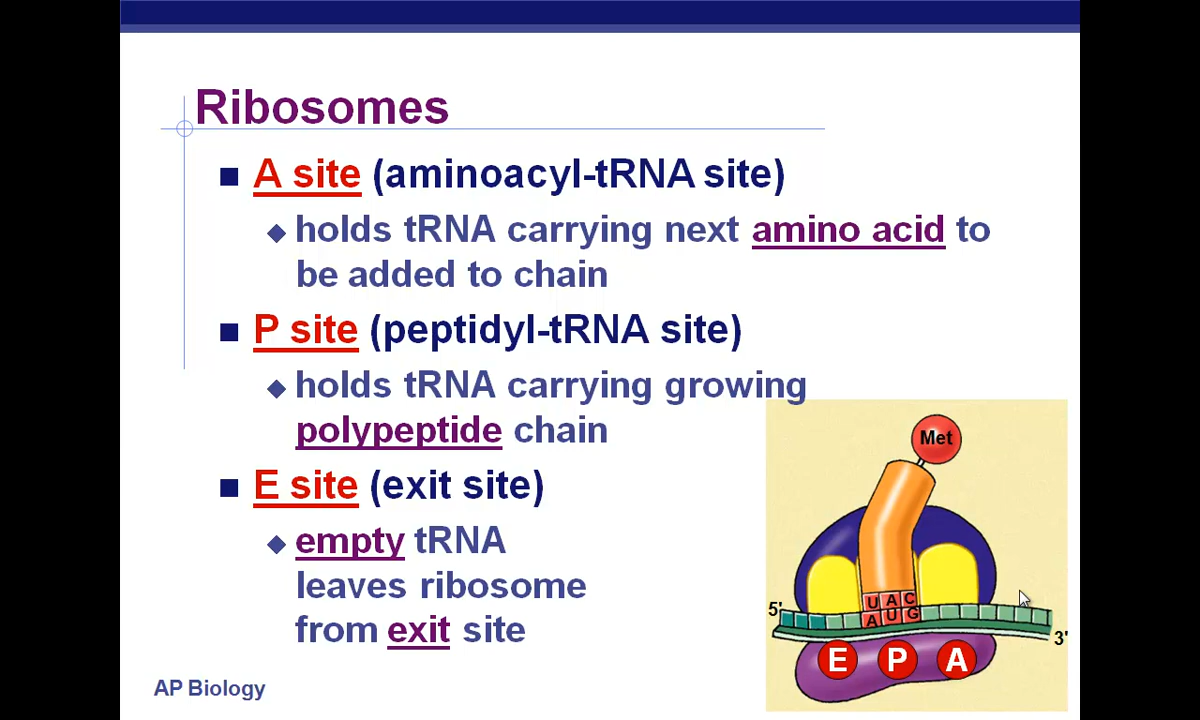 Ribosomes
A site (aminoacyl-tRNA site)
holds tRNA carrying next amino acid to
be added to chain
P site (peptidyl-tRNA site)
holds tRNA carrying growing
polypeptide chain
E site (exit site)
empty tRNA
leaves ribosome
from exit site
Met
UAC
5'
AUG
3'
E P A
AP Biology